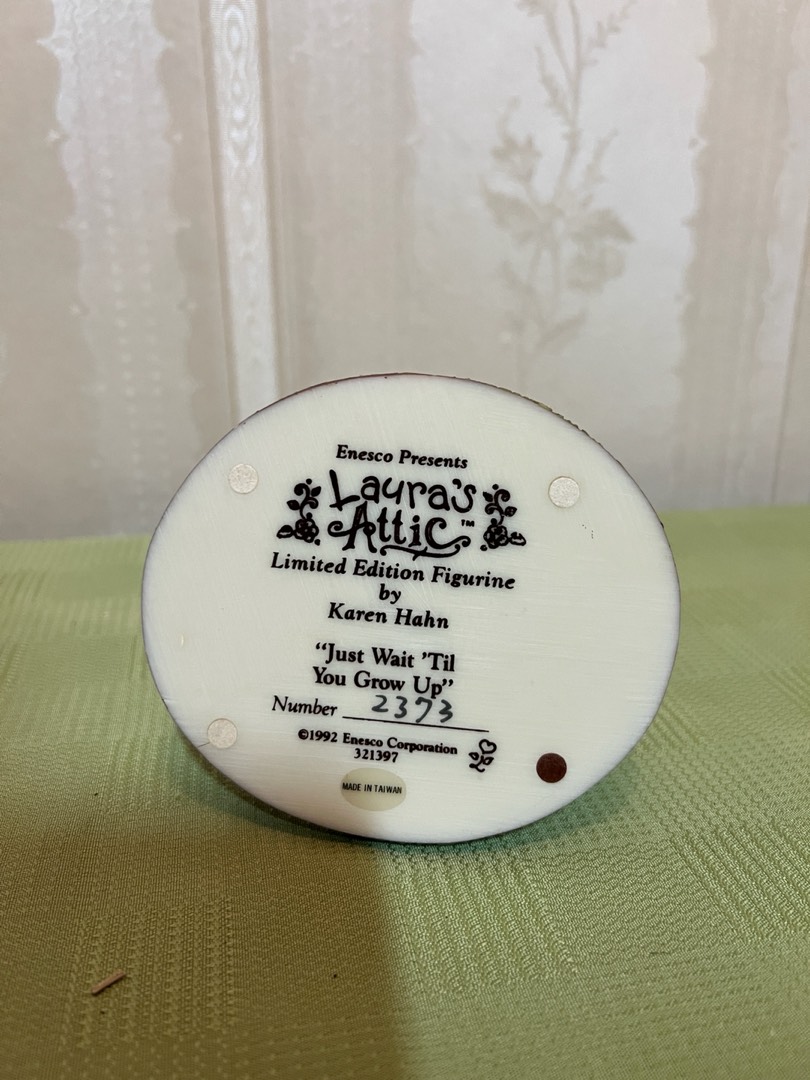 Enesco Presents
Laura's
Attic™
Limited Edition Figurine
by
Karen Hahn
“Just Wait ’Til
You Grow Up”
Number 2373
©1992 Enesco Corporation
321397
MADE IN TAIWAN